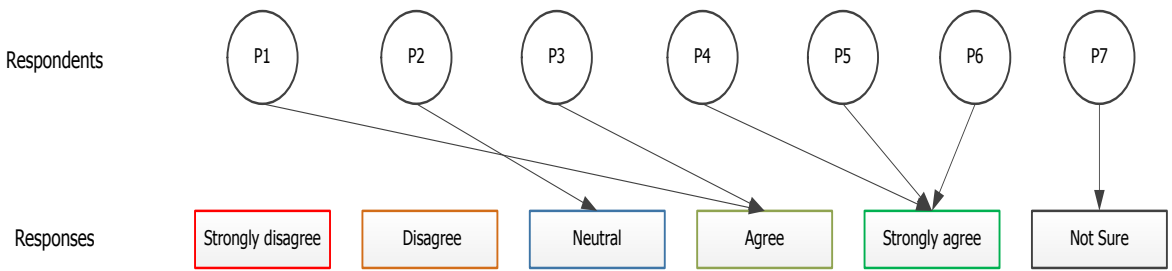 Respondents
P1
P2
P3
P4
P5
P6
P7
Responses
Strongly disagree
Disagree
Neutral
Agree
Strongly agree
Not Sure